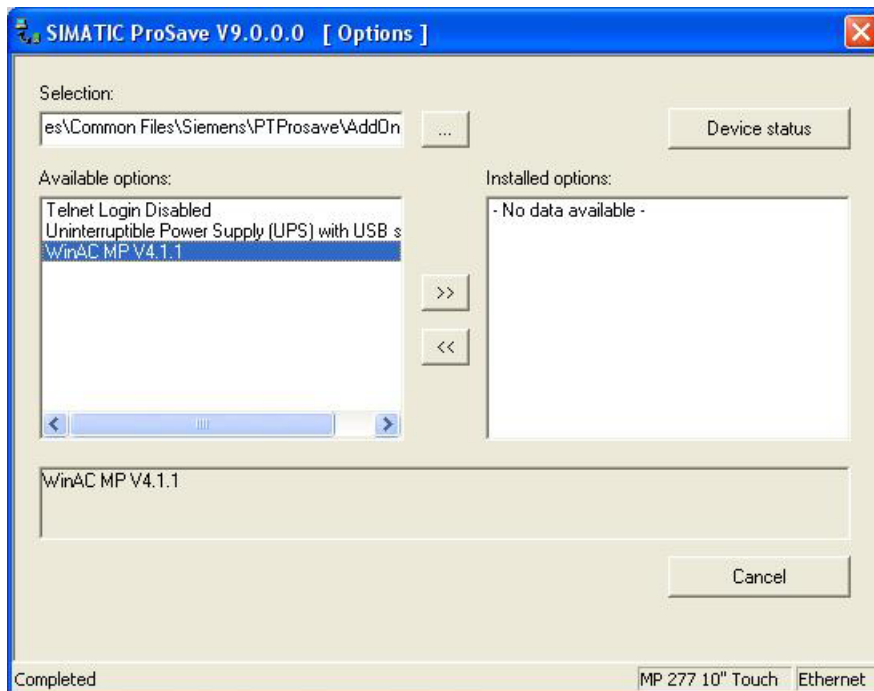 SIMATIC ProSave V9.0.0.0 [ Options ]
Selection:
es\Common Files\Siemens\PTProsave\AddOn
...
Device status
Available options:
Installed options:
Telnet Login Disabled
Uninterruptible Power Supply (UPS) with USB s
WinAC MP V4.1.1
- No data available -
>>
<<
WinAC MP V4.1.1
Cancel
Completed
MP 277 10" Touch
Ethernet